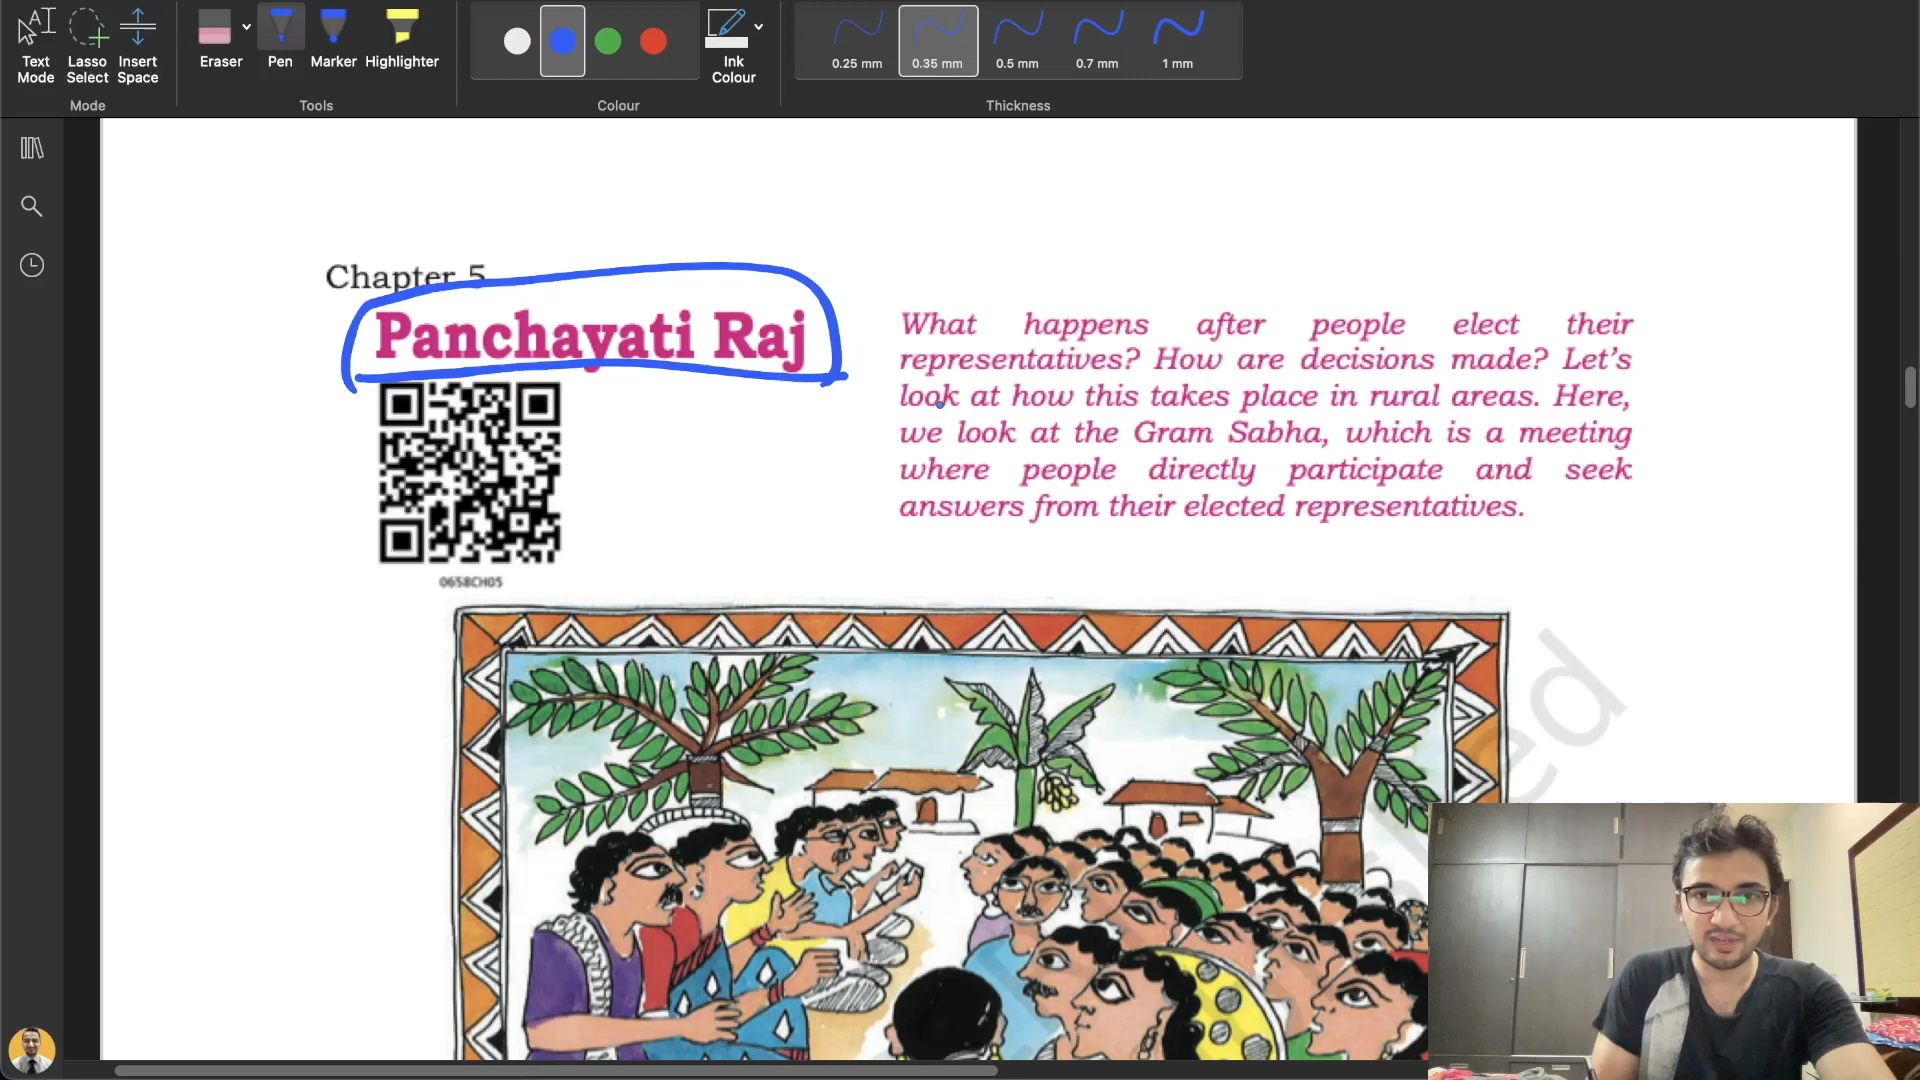 Text Mode
Lasso Select
Insert Space
Mode
Eraser
Pen
Marker
Highlighter
Tools
Colour
Ink Colour
0.25 mm
0.35 mm
0.5 mm
0.7 mm
1 mm
Thickness
Chapter 5
Panchayati Raj
0658CH05
What happens after people elect their
representatives? How are decisions made? Let's
look at how this takes place in rural areas. Here,
we look at the Gram Sabha, which is a meeting
where people directly participate and seek
answers from their elected representatives.